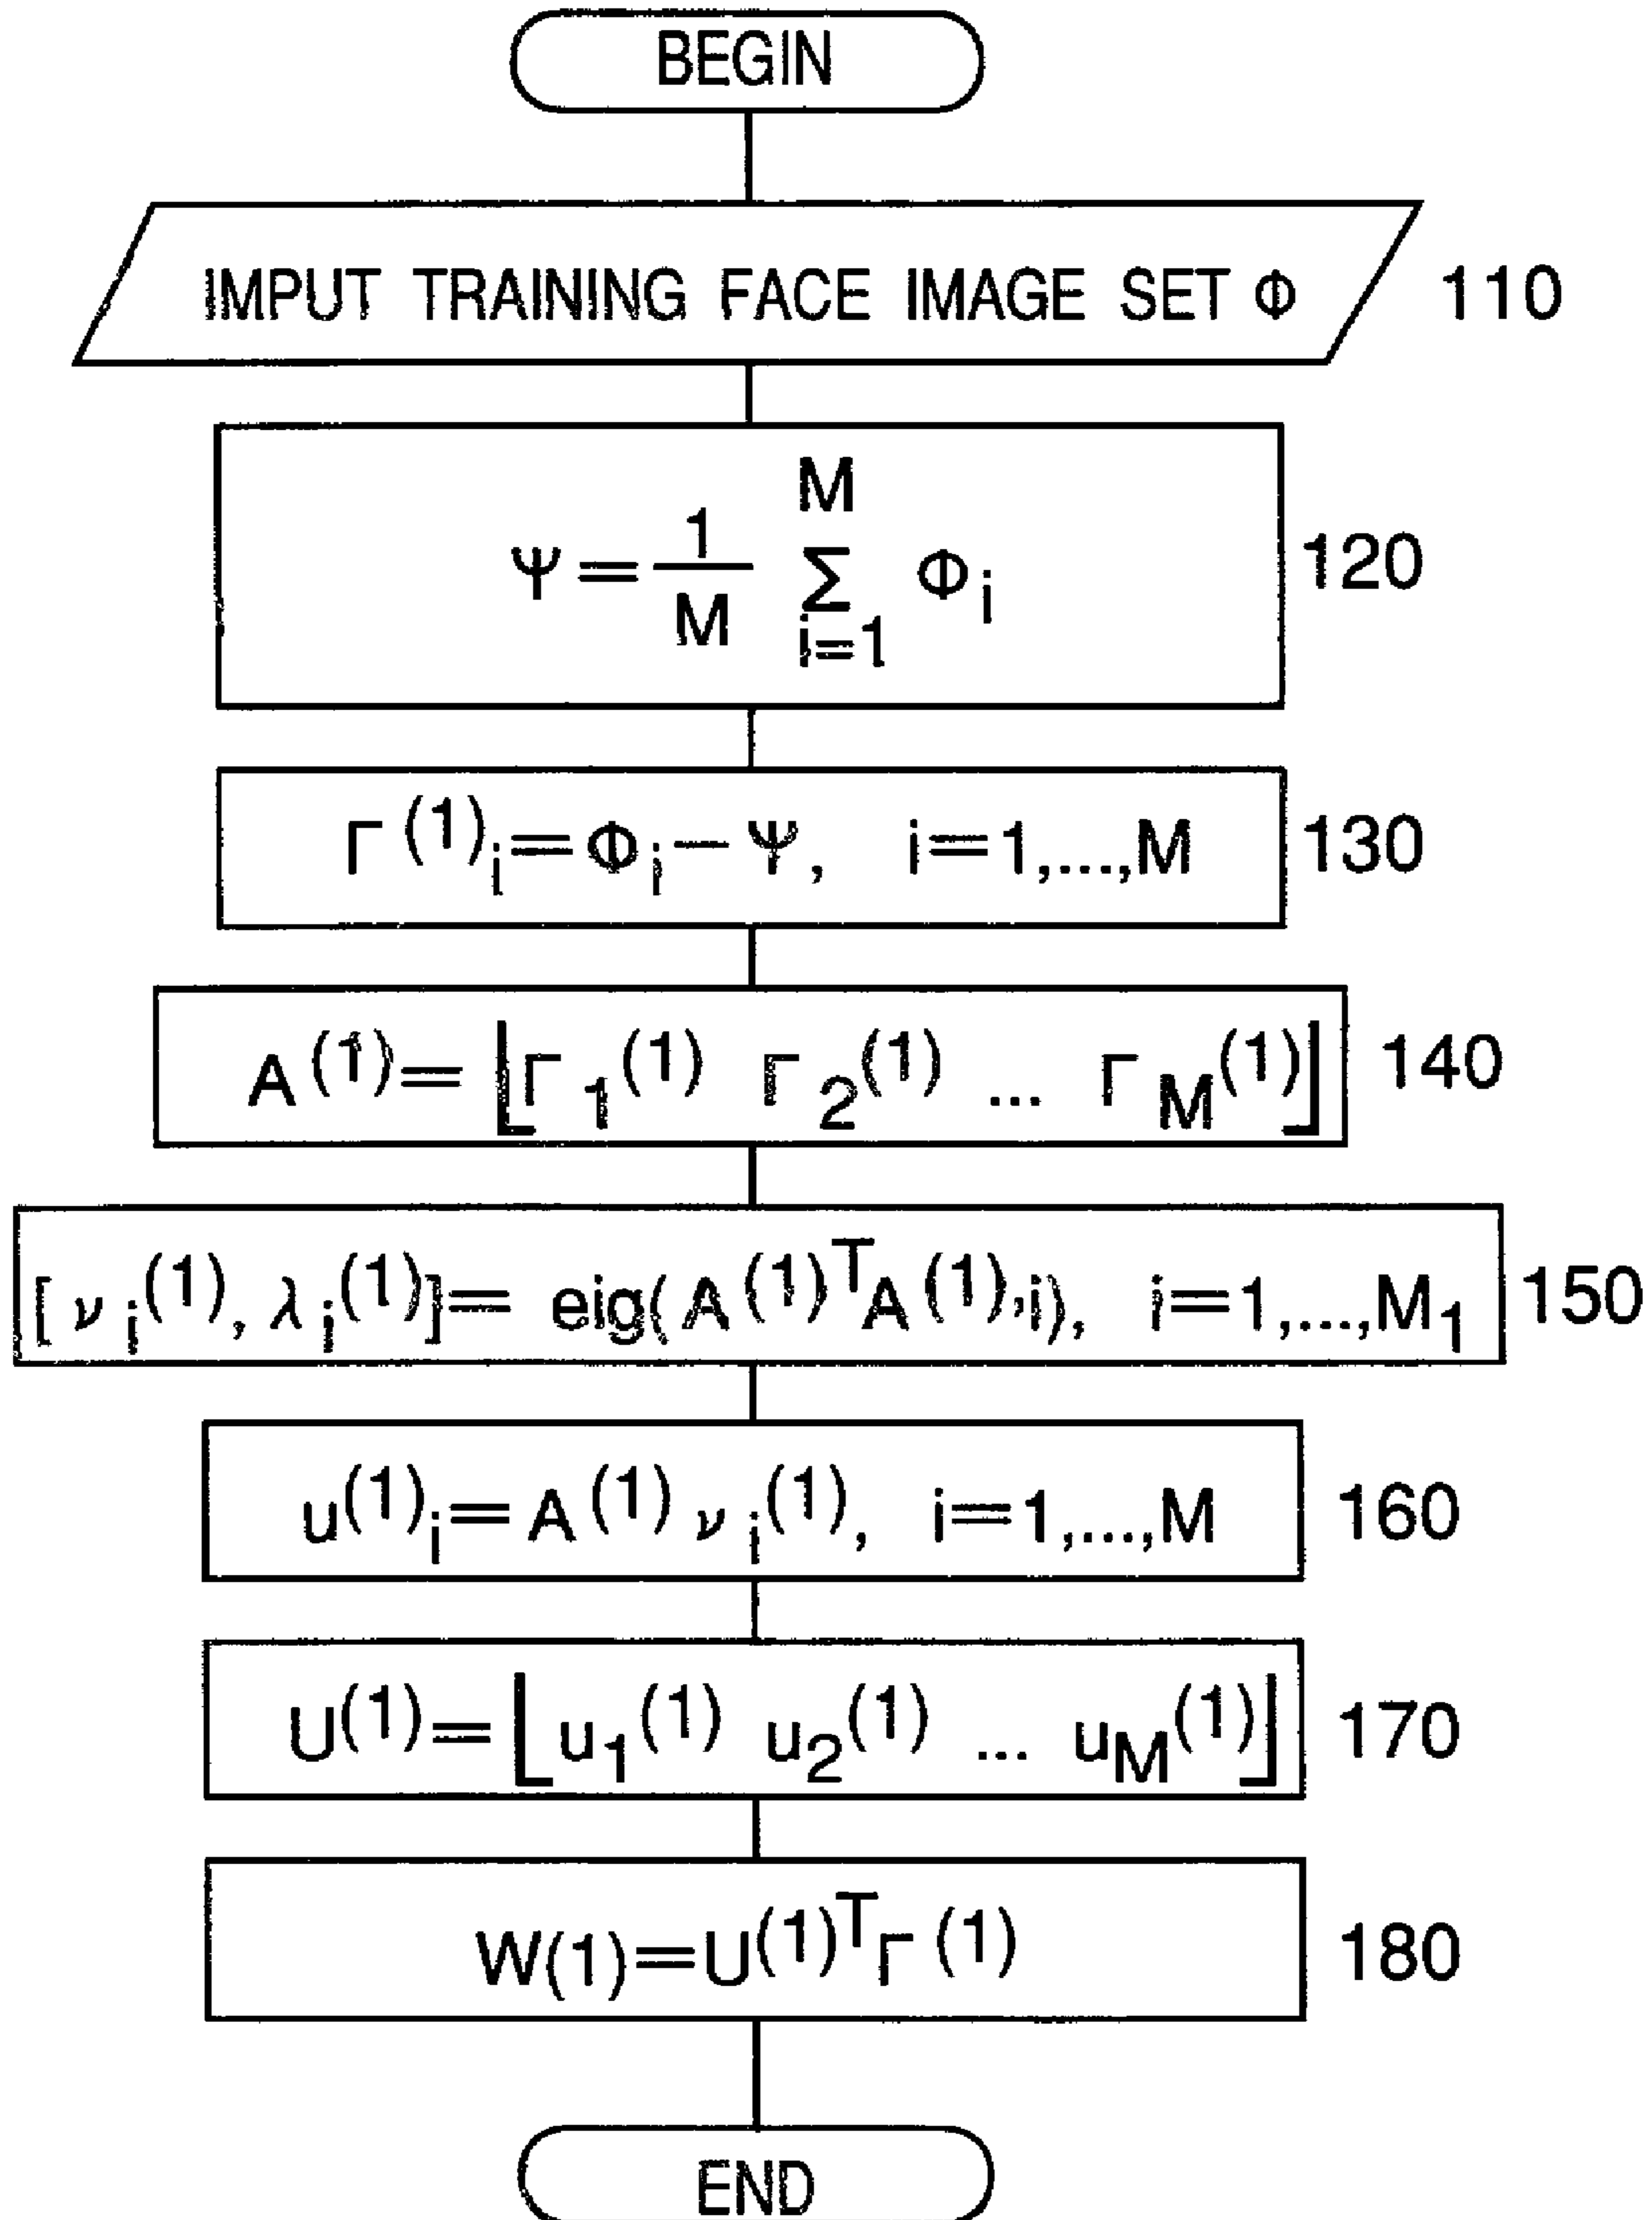 BEGIN
IMPUT TRAINING FACE IMAGE SET Φ 110
Ψ = 1/M M Σ i=1 Φ_i 120
Γ^(1)_i = Φ_i − Ψ, i=1,...,M 130
A^(1) = ⌊Γ_1^(1) Γ_2^(1) ... Γ_M^(1)⌋ 140
[ν_i^(1), λ_i^(1)] = eig(A^(1)^T A^(1),i), i=1,...,M_1 150
u^(1)_i = A^(1) ν_i^(1), i=1,...,M 160
U^(1) = ⌊u_1^(1) u_2^(1) ... u_M^(1)⌋ 170
W(1) = U^(1)^T Γ^(1) 180
END